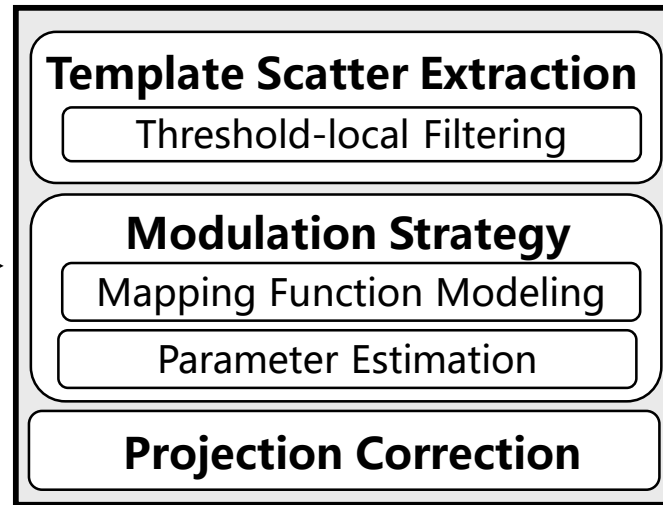 Template Scatter Extraction
Threshold-local Filtering
Modulation Strategy
Mapping Function Modeling
Parameter Estimation
Projection Correction